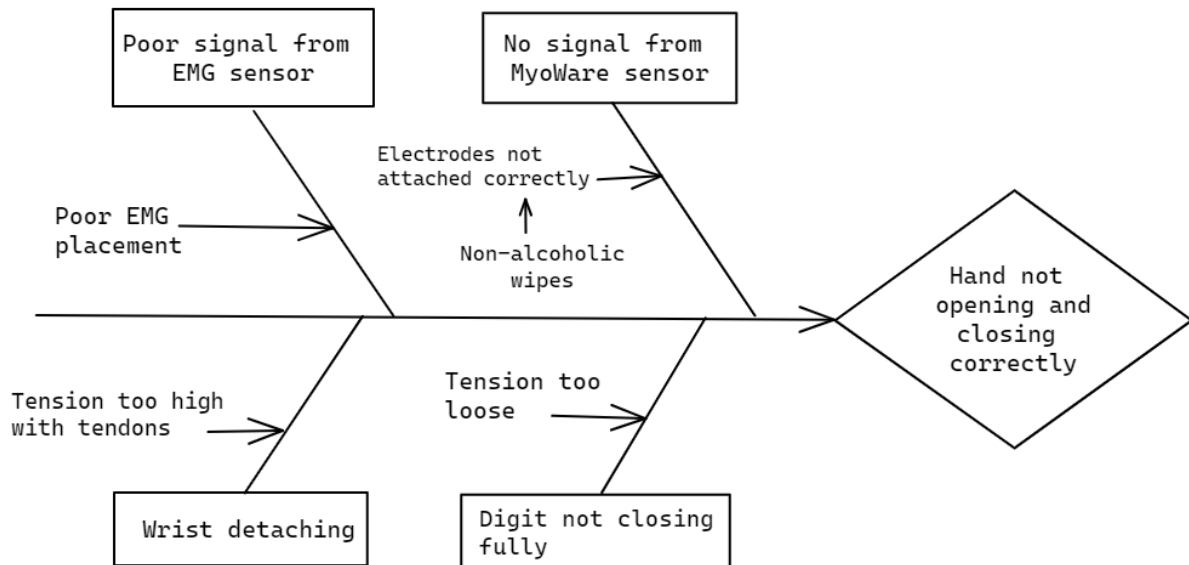 Poor signal from
EMG sensor
No signal from
MyoWare sensor
Electrodes not
attached correctly
Poor EMG
placement
Non-alcoholic
wipes
Hand not
opening and
closing
correctly
Tension too high
with tendons
Tension too
loose
Wrist detaching
Digit not closing
fully